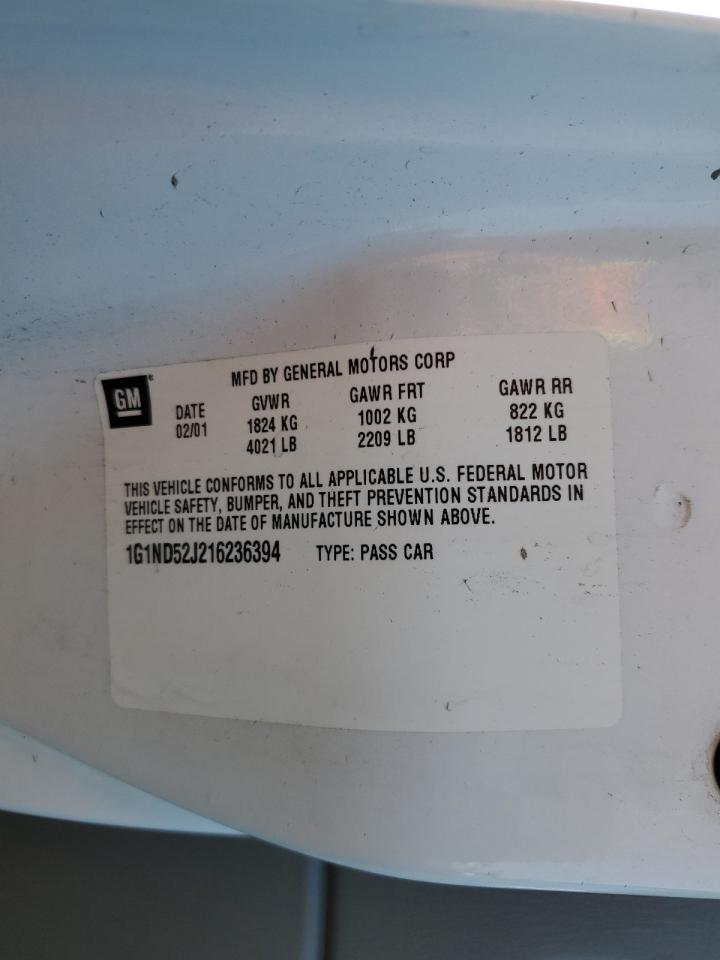 GM
MFD BY GENERAL MOTORS CORP
DATE GVWR GAWR FRT GAWR RR
02/01 1824 KG 1002 KG 822 KG
4021 LB 2209 LB 1812 LB
THIS VEHICLE CONFORMS TO ALL APPLICABLE U.S. FEDERAL MOTOR
VEHICLE SAFETY, BUMPER, AND THEFT PREVENTION STANDARDS IN
EFFECT ON THE DATE OF MANUFACTURE SHOWN ABOVE.
1G1ND52J216236394 TYPE: PASS CAR